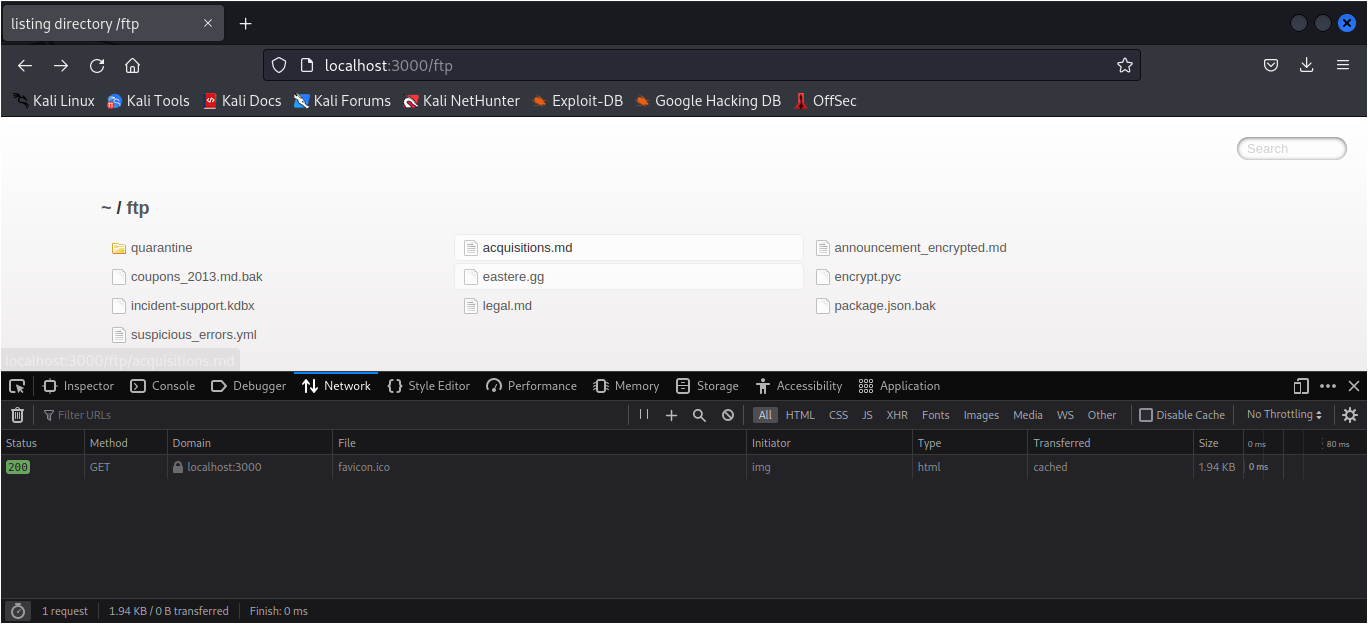 listing directory /ftp
localhost:3000/ftp
Kali Linux Kali Tools Kali Docs Kali Forums Kali NetHunter Exploit-DB Google Hacking DB OffSec
Search
~ / ftp
quarantine acquisitions.md announcement_encrypted.md
coupons_2013.md.bak eastere.gg encrypt.pyc
incident-support.kdbx legal.md package.json.bak
suspicious_errors.yml
localhost:3000/ftp/acquisitions.md
Inspector Console Debugger Network Style Editor Performance Memory Storage Accessibility Application
Filter URLs All HTML CSS JS XHR Fonts Images Media WS Other Disable Cache No Throttling
Status Method Domain File Initiator Type Transferred Size 0 ms 80 ms
200 GET localhost:3000 favicon.ico img html cached 1.94 KB 0 ms
1 request 1.94 KB / 0 B transferred Finish: 0 ms